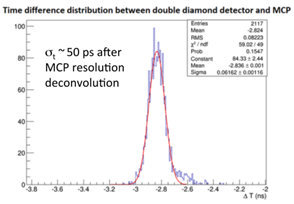 Time difference distribution between double diamond detector and MCP
Entries 2117
Mean -2.824
RMS 0.08223
χ² / ndf 59.02 / 49
Prob 0.1547
Constant 84.33 ± 2.44
Mean -2.836 ± 0.001
Sigma 0.06162 ± 0.00116
σt ~ 50 ps after
MCP resolution
deconvolution
100
80
60
40
20
0
-3.8 -3.6 -3.4 -3.2 -3.0 -2.8 -2.6 -2.4 -2.2 -2
Δ T (ns)